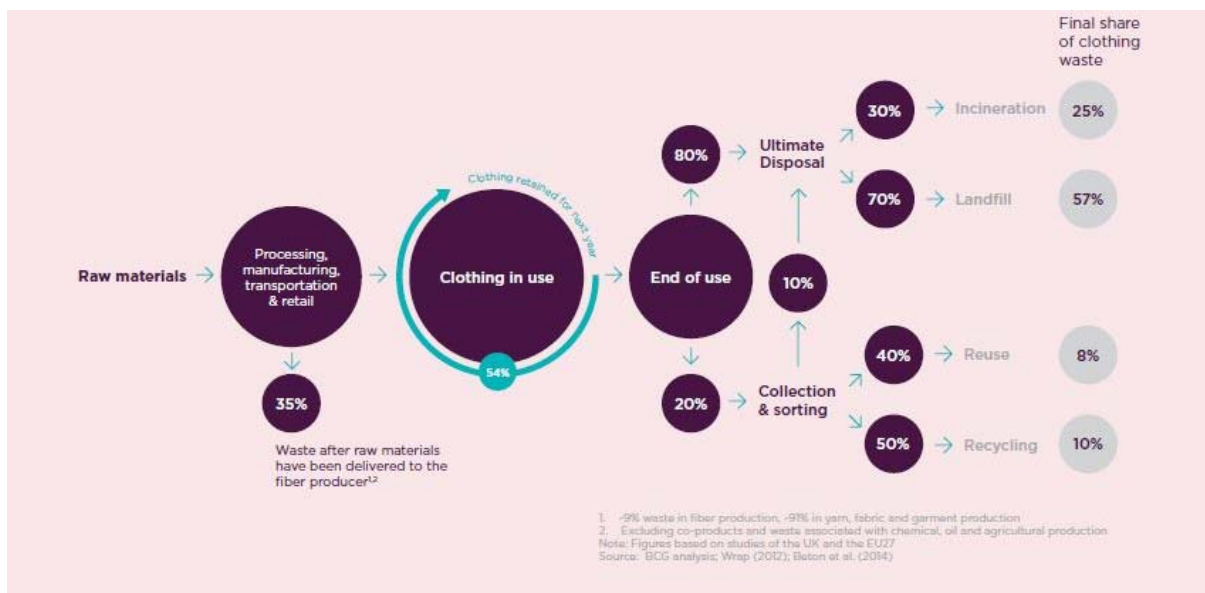 Final share
of clothing
waste
30%
Incineration
25%
80%
Ultimate
Disposal
70%
Landfill
57%
Clothing retained for next year
Raw materials
Processing,
manufacturing,
transportation
& retail
Clothing in use
End of use
10%
54%
35%
20%
Collection
& sorting
40%
Reuse
8%
50%
Recycling
10%
Waste after raw materials
have been delivered to the
fiber producer1,2
1. ~9% waste in fiber production, ~91% in yarn, fabric and garment production
2. Excluding co-products and waste associated with chemical, oil and agricultural production
Note: Figures based on studies of the UK and the EU27
Source: BCG analysis; Wrap (2012); Beton et al. (2014)